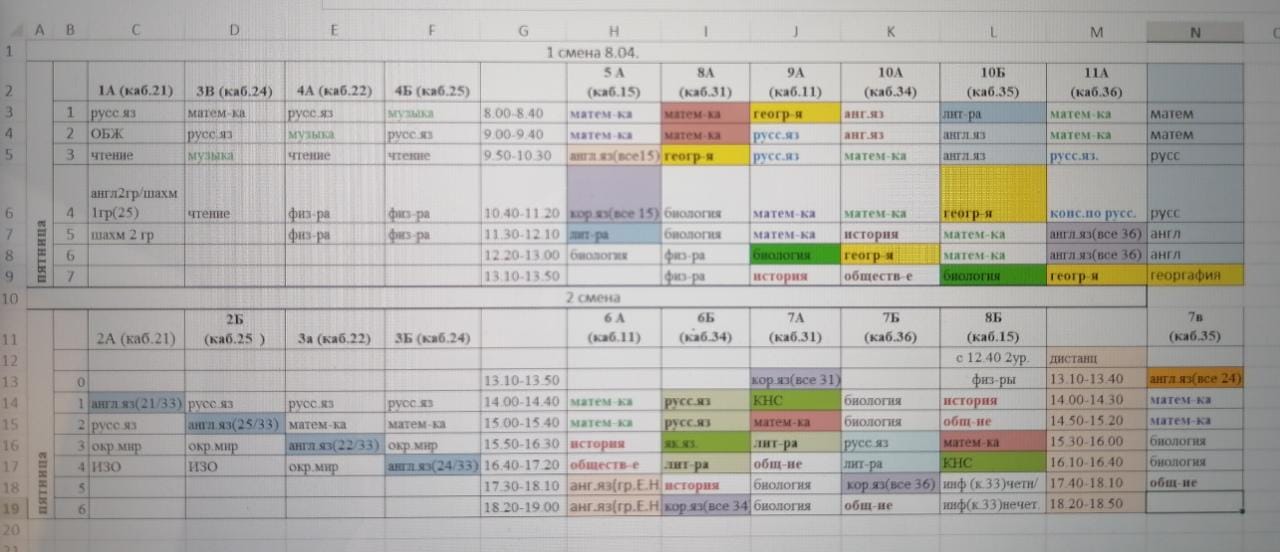 A B C D E F G H I J K L M N
1 1 смена 8.04.
2 1А (каб.21) 3В (каб.24) 4А (каб.22) 4Б (каб.25) 5 А (каб.15) 8А (каб.31) 9А (каб.11) 10А (каб.34) 10Б (каб.35) 11А (каб.36)
3 1 русс.яз матем-ка русс.яз музыка 8.00-8.40 матем-ка матем-ка геогр-я анг.яз лит-ра матем-ка матем
4 2 ОБЖ русс.яз музыка русс.яз 9.00-9.40 матем-ка матем-ка русс.яз анг.яз англ.яз матем-ка матем
5 3 чтение музыка чтение чтение 9.50-10.30 англ.яз(все15) геогр-я русс.яз матем-ка англ.яз русс.яз. русс
6 4 англ2гр/шахм 1гр(25) чтение физ-ра физ-ра 10.40-11.20 кор.яз(все 15) биология матем-ка матем-ка геогр-я конс.по русс. русс
7 5 шахм 2 гр физ-ра физ-ра 11.30-12.10 лит-ра биология матем-ка история матем-ка англ.яз(все 36) англ
8 6 12.20-13.00 биология физ-ра биология геогр-я матем-ка англ.яз(все 36) англ
9 7 13.10-13.50 физ-ра история обществ-е биология геогр-я георгафия
пятница
10 2 смена
11 2А (каб.21) 2Б (каб.25 ) 3а (каб.22) 3Б (каб.24) 6 А (каб.11) 6Б (каб.34) 7А (каб.31) 7Б (каб.36) 8Б (каб.15) 7в (каб.35)
12 с 12.40 2ур. дистанц
13 0 13.10-13.50 кор.яз(все 31) физ-ры 13.10-13.40 англ.яз(все 24)
14 1 англ.яз(21/33) русс.яз русс.яз русс.яз 14.00-14.40 матем-ка русс.яз КНС биология история 14.00-14.30 матем-ка
15 2 русс.яз англ.яз(25/33) матем-ка матем-ка 15.00-15.40 матем-ка русс.яз матем-ка биология общ-ие 14.50-15.20 матем-ка
16 3 окр.мир окр.мир англ.яз(22/33) окр.мир 15.50-16.30 история як.яз. лит-ра русс.яз матем-ка 15.30-16.00 биология
17 4 ИЗО ИЗО окр.мир англ.яз(24/33) 16.40-17.20 обществ-е лит-ра общ-ие лит-ра КНС 16.10-16.40 биология
18 5 17.30-18.10 анг.яз(гр.Е.Н история биология кор.яз(все 36) инф (к.33)четн/ 17.40-18.10 общ-ие
19 6 18.20-19.00 анг.яз(гр.Е.Н кор.яз(все 34 биология общ-ие инф(к.33)нечет. 18.20-18.50
пятница
20
21